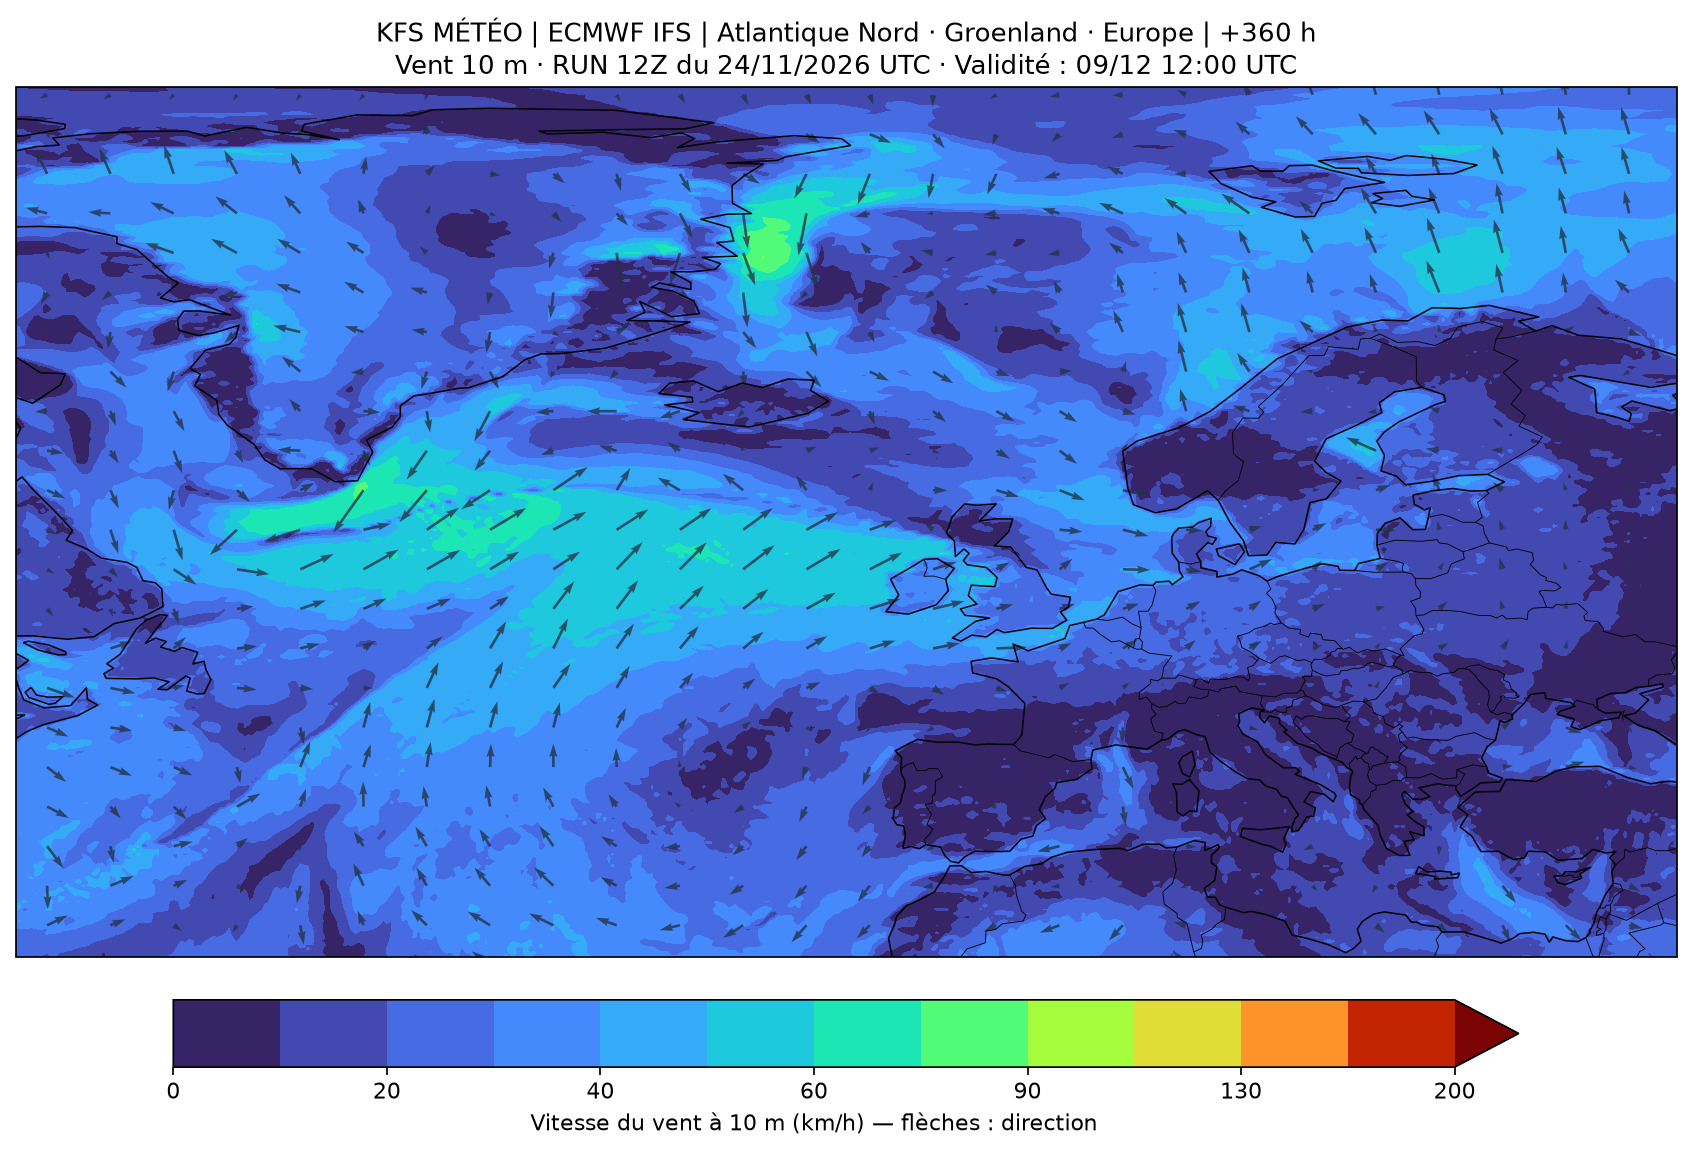 KFS MÉTÉO | ECMWF IFS | Atlantique Nord · Groenland · Europe | +360 h
Vent 10 m · RUN 12Z du 24/11/2026 UTC · Validité : 09/12 12:00 UTC
0 20 40 60 90 130 200
Vitesse du vent à 10 m (km/h) — flèches : direction